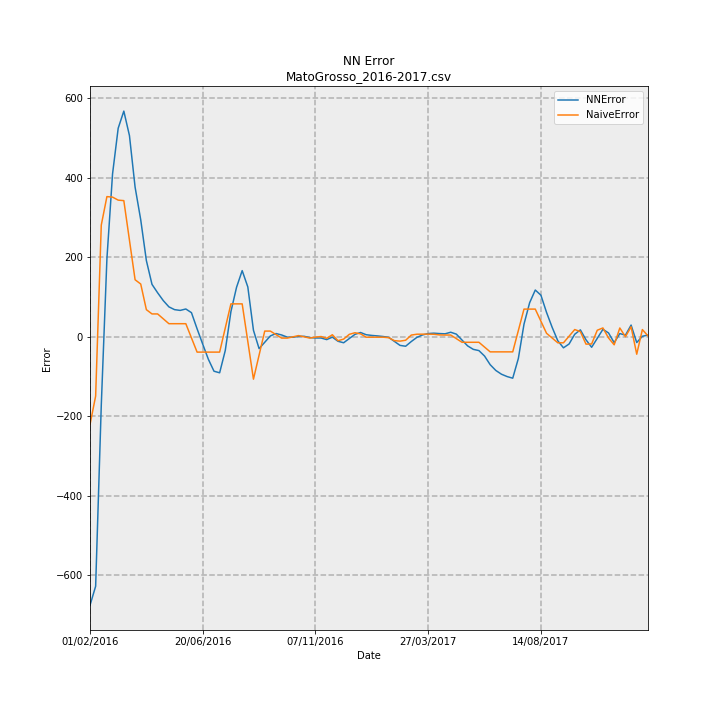 NN Error
MatoGrosso_2016-2017.csv
NNError
NaiveError
600
400
200
0
−200
−400
−600
Error
01/02/2016 20/06/2016 07/11/2016 27/03/2017 14/08/2017
Date